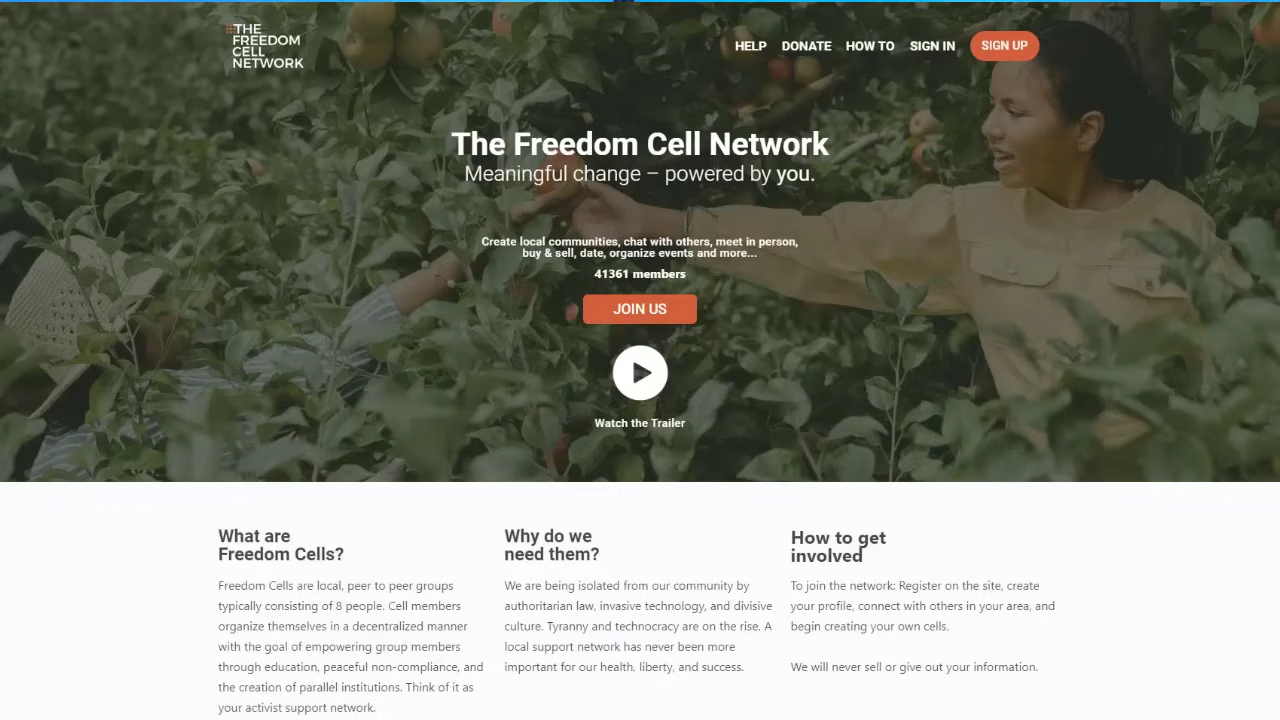 THE
FREEDOM
CELL
NETWORK
HELP DONATE HOW TO SIGN IN SIGN UP
The Freedom Cell Network
Meaningful change – powered by you.
Create local communities, chat with others, meet in person,
buy & sell, date, organize events and more...
41361 members
JOIN US
Watch the Trailer
What are
Freedom Cells?
Freedom Cells are local, peer to peer groups
typically consisting of 8 people. Cell members
organize themselves in a decentralized manner
with the goal of empowering group members
through education, peaceful non-compliance, and
the creation of parallel institutions. Think of it as
your activist support network.
Why do we
need them?
We are being isolated from our community by
authoritarian law, invasive technology, and divisive
culture. Tyranny and technocracy are on the rise. A
local support network has never been more
important for our health, liberty, and success.
How to get
involved
To join the network: Register on the site, create
your profile, connect with others in your area, and
begin creating your own cells.
We will never sell or give out your information.